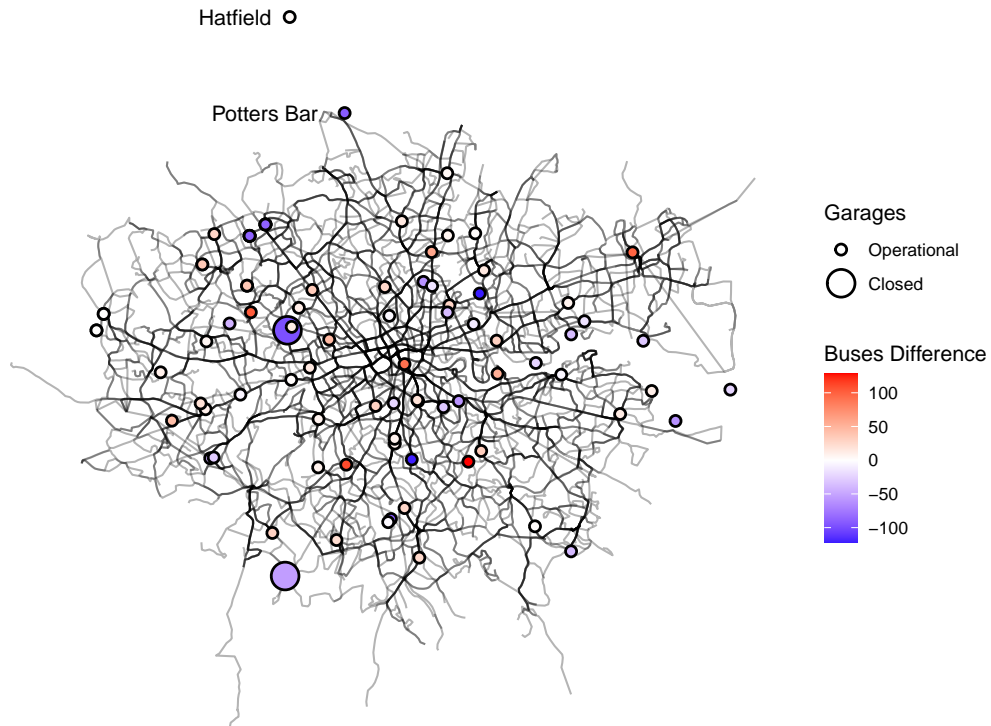 Hatfield
Potters Bar
Garages
Operational
Closed
Buses Difference
100
50
0
−50
−100